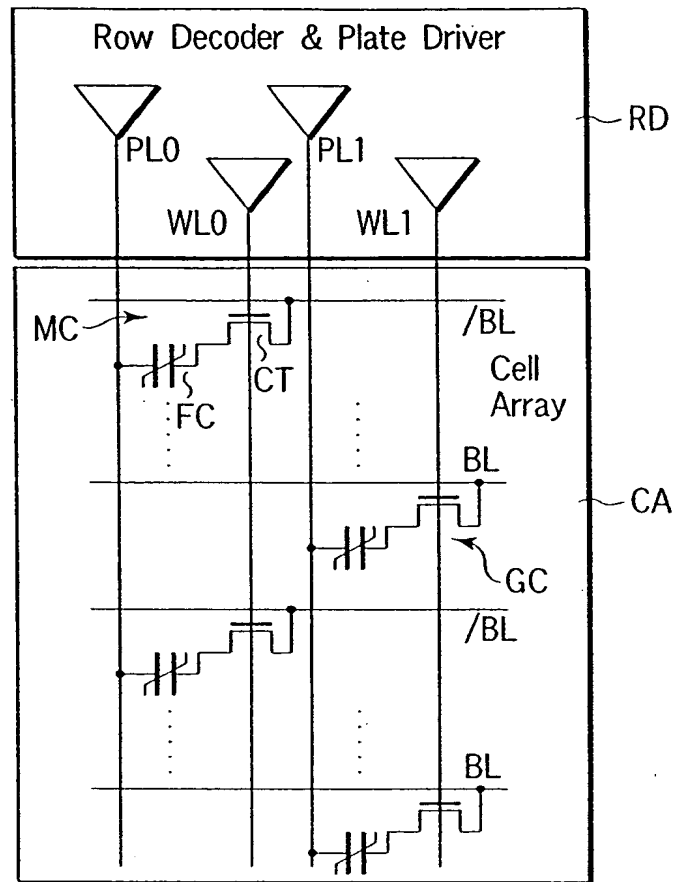 Row Decoder & Plate Driver
RD
PL0
PL1
WL0
WL1
MC
/BL
CT
Cell
Array
FC
BL
CA
GC
/BL
BL